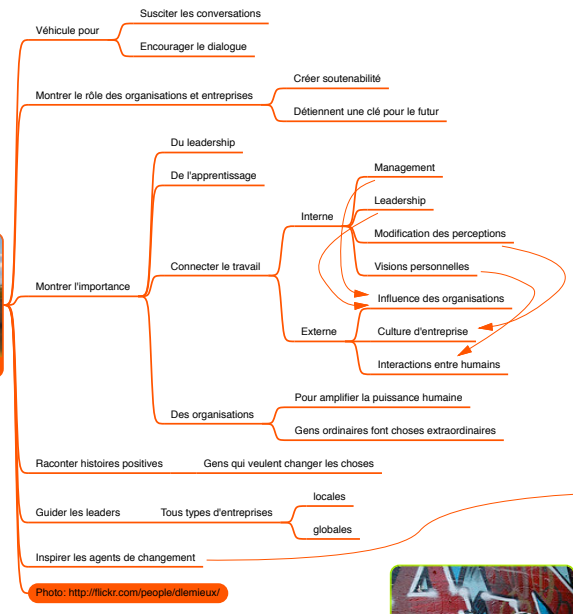 Véhicule pour
Susciter les conversations
Encourager le dialogue
Montrer le rôle des organisations et entreprises
Créer soutenabilité
Détiennent une clé pour le futur
Montrer l'importance
Du leadership
De l'apprentissage
Connecter le travail
Interne
Management
Leadership
Modification des perceptions
Visions personnelles
Externe
Influence des organisations
Culture d'entreprise
Interactions entre humains
Des organisations
Pour amplifier la puissance humaine
Gens ordinaires font choses extraordinaires
Raconter histoires positives
Gens qui veulent changer les choses
Guider les leaders
Tous types d'entreprises
locales
globales
Inspirer les agents de changement
Photo: http://flickr.com/people/dlemieux/